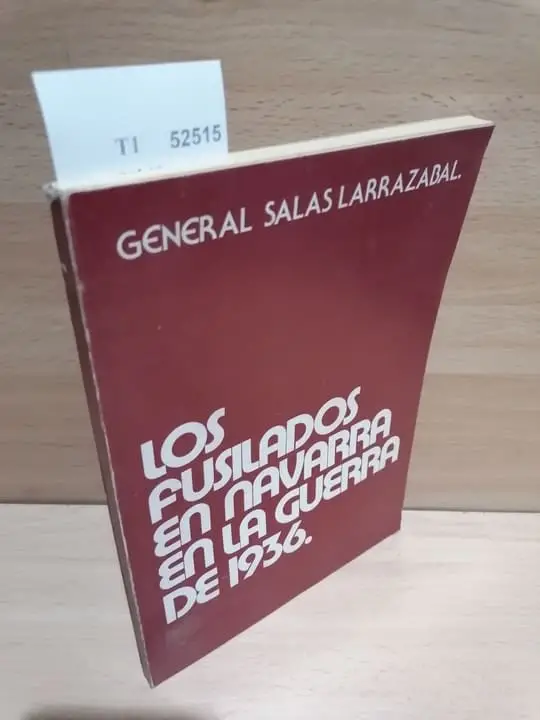 T1 52515
GENERAL SALAS LARRAZABAL.
LOS
FUSILADOS
EN NAVARRA
EN LA GUERRA
DE 1936.